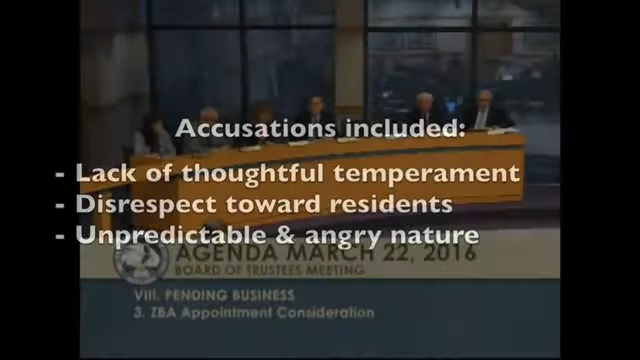 Accusations included:
- Lack of thoughtful temperament
- Disrespect toward residents
- Unpredictable & angry nature
AGENDA MARCH 22, 2016
BOARD OF TRUSTEES MEETING
VIII. PENDING BUSINESS
3. ZBA Appointment Consideration